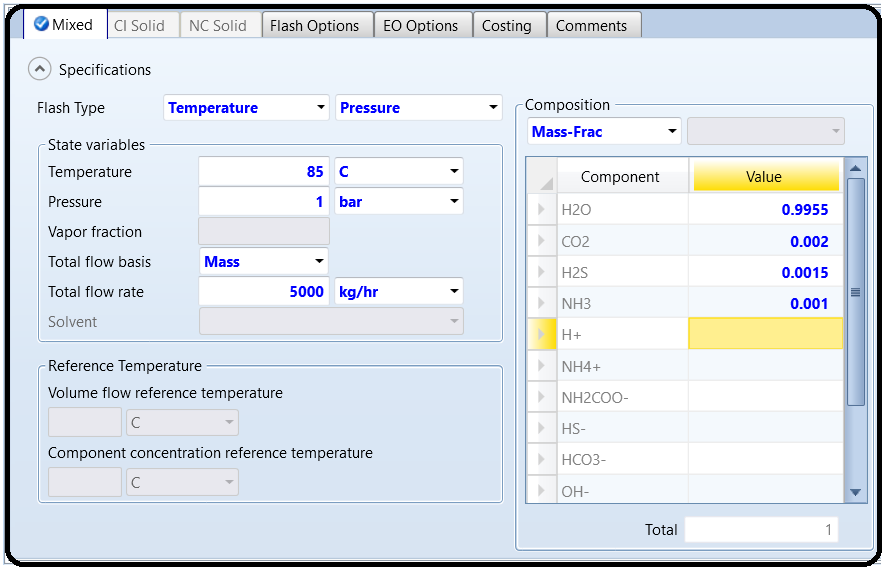 Mixed CI Solid NC Solid Flash Options EO Options Costing Comments
Specifications
Flash Type Temperature Pressure
State variables
Temperature 85 C
Pressure 1 bar
Vapor fraction
Total flow basis Mass
Total flow rate 5000 kg/hr
Solvent
Reference Temperature
Volume flow reference temperature
C
Component concentration reference temperature
C
Composition
Mass-Frac
Component Value
H2O 0.9955
CO2 0.002
H2S 0.0015
NH3 0.001
H+
NH4+
NH2COO-
HS-
HCO3-
OH-
Total 1